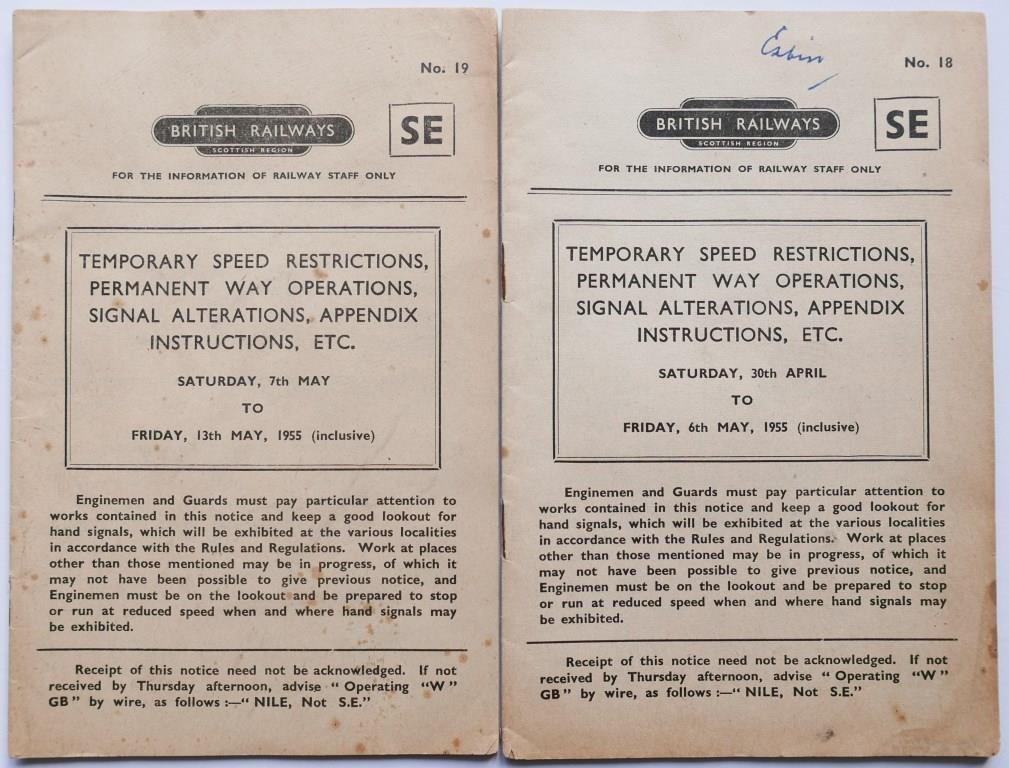 No. 19
BRITISH RAILWAYS
SCOTTISH REGION
SE
FOR THE INFORMATION OF RAILWAY STAFF ONLY
TEMPORARY SPEED RESTRICTIONS,
PERMANENT WAY OPERATIONS,
SIGNAL ALTERATIONS, APPENDIX
INSTRUCTIONS, ETC.
SATURDAY, 7th MAY
TO
FRIDAY, 13th MAY, 1955 (inclusive)
Enginemen and Guards must pay particular attention to
works contained in this notice and keep a good lookout for
hand signals, which will be exhibited at the various localities
in accordance with the Rules and Regulations. Work at places
other than those mentioned may be in progress, of which it
may not have been possible to give previous notice, and
Enginemen must be on the lookout and be prepared to stop
or run at reduced speed when and where hand signals may
be exhibited.
Receipt of this notice need not be acknowledged. If not
received by Thursday afternoon, advise "Operating "W"
GB" by wire, as follows :—"NILE, Not S.E."
No. 18
BRITISH RAILWAYS
SCOTTISH REGION
SE
FOR THE INFORMATION OF RAILWAY STAFF ONLY
TEMPORARY SPEED RESTRICTIONS,
PERMANENT WAY OPERATIONS,
SIGNAL ALTERATIONS, APPENDIX
INSTRUCTIONS, ETC.
SATURDAY, 30th APRIL
TO
FRIDAY, 6th MAY, 1955 (inclusive)
Enginemen and Guards must pay particular attention to
works contained in this notice and keep a good lookout for
hand signals, which will be exhibited at the various localities
in accordance with the Rules and Regulations. Work at places
other than those mentioned may be in progress, of which it
may not have been possible to give previous notice, and
Enginemen must be on the lookout and be prepared to stop
or run at reduced speed when and where hand signals may
be exhibited.
Receipt of this notice need not be acknowledged. If not
received by Thursday afternoon, advise "Operating "W"
GB" by wire, as follows :—"NILE, Not S.E."